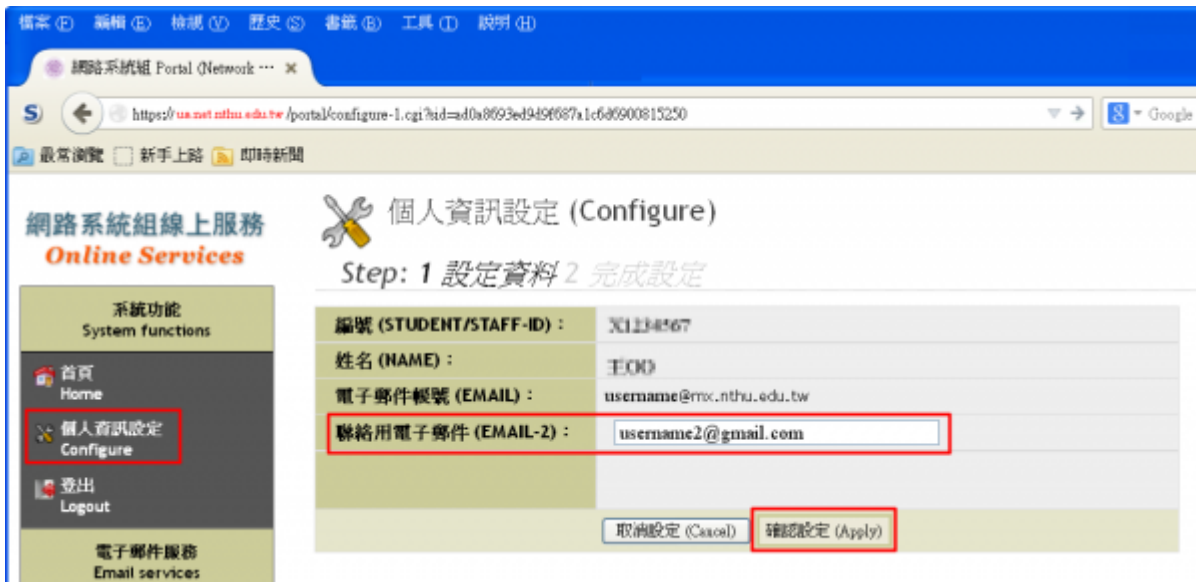 檔案(F) 編輯(E) 檢視(V) 歷史(S) 書籤(B) 工具(T) 說明(H)
網路系統組 Portal (Network ...
https://ua.net.nthu.edu.tw/portal/configure-1.cgi?sid=ad0a8693ed9d9f687a1c6d6900815250
Google
最常瀏覽 新手上路 即時新聞
網路系統組線上服務
Online Services
系統功能
System functions
首頁
Home
個人資訊設定
Configure
登出
Logout
電子郵件服務
Email services
個人資訊設定 (Configure)
Step: 1 設定資料 2 完成設定
編號 (STUDENT/STAFF-ID)： X1234567
姓名 (NAME)： 王OO
電子郵件帳號 (EMAIL)： username@mx.nthu.edu.tw
聯絡用電子郵件 (EMAIL-2)： username2@gmail.com
取消設定 (Cancel) 確認設定 (Apply)